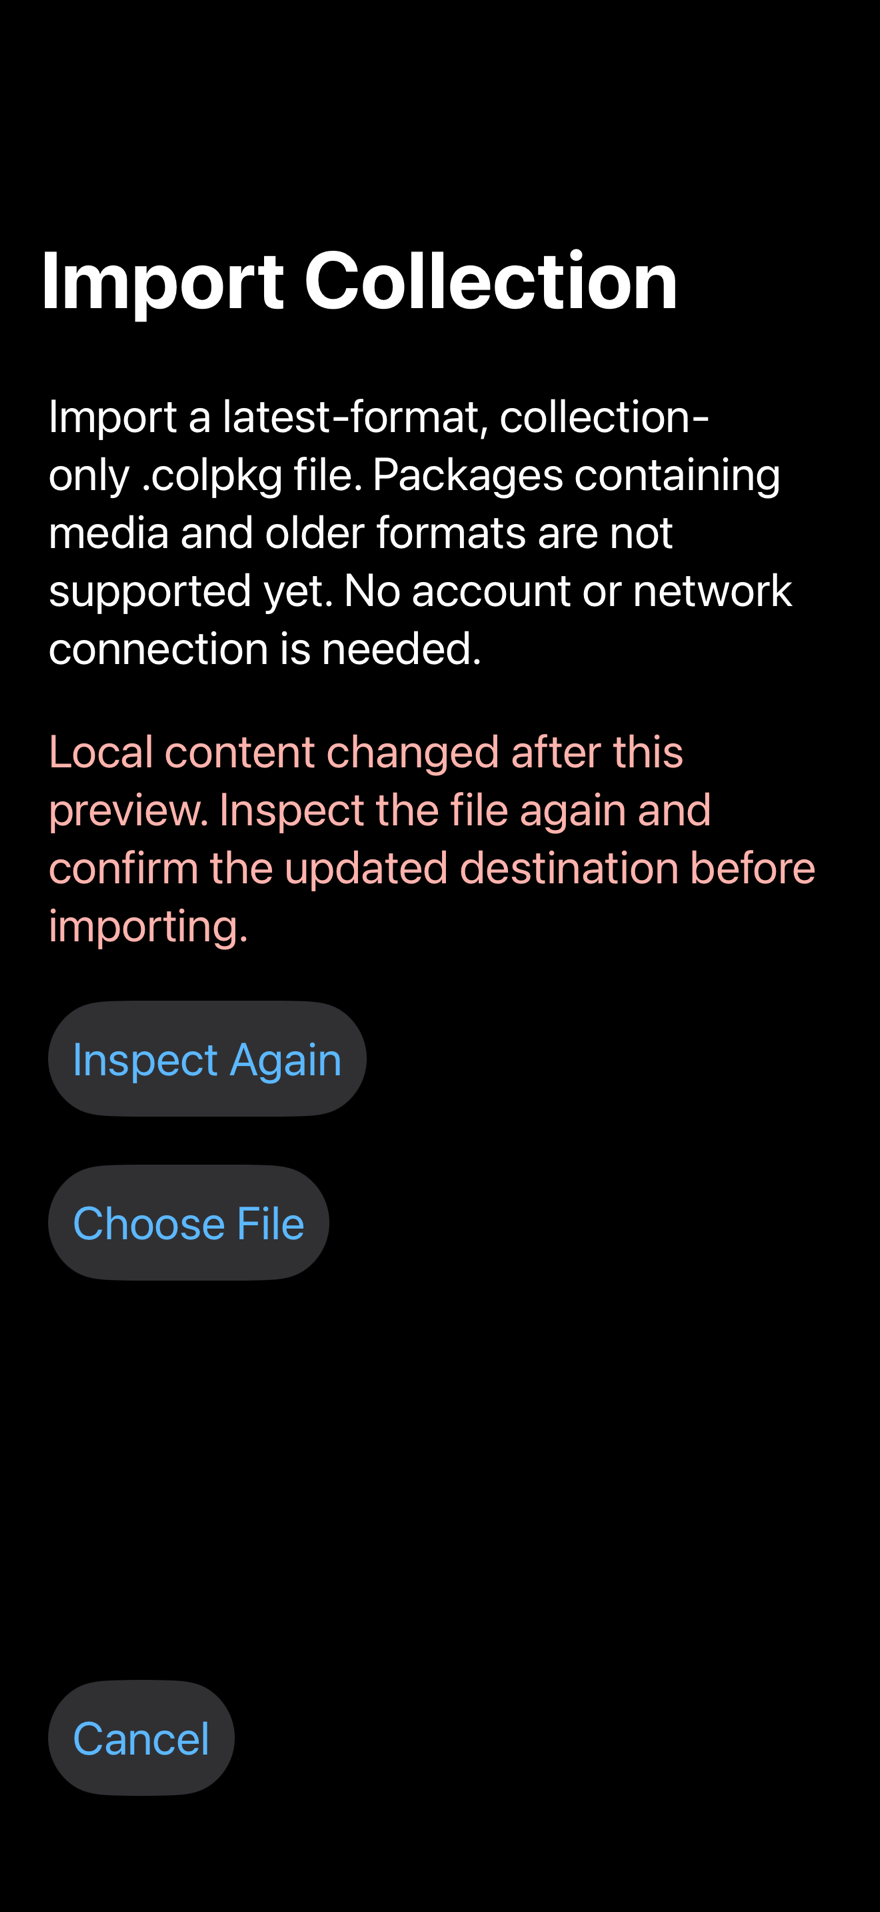 Import Collection
Import a latest-format, collection-
only .colpkg file. Packages containing
media and older formats are not
supported yet. No account or network
connection is needed.
Local content changed after this
preview. Inspect the file again and
confirm the updated destination before
importing.
Inspect Again
Choose File
Cancel